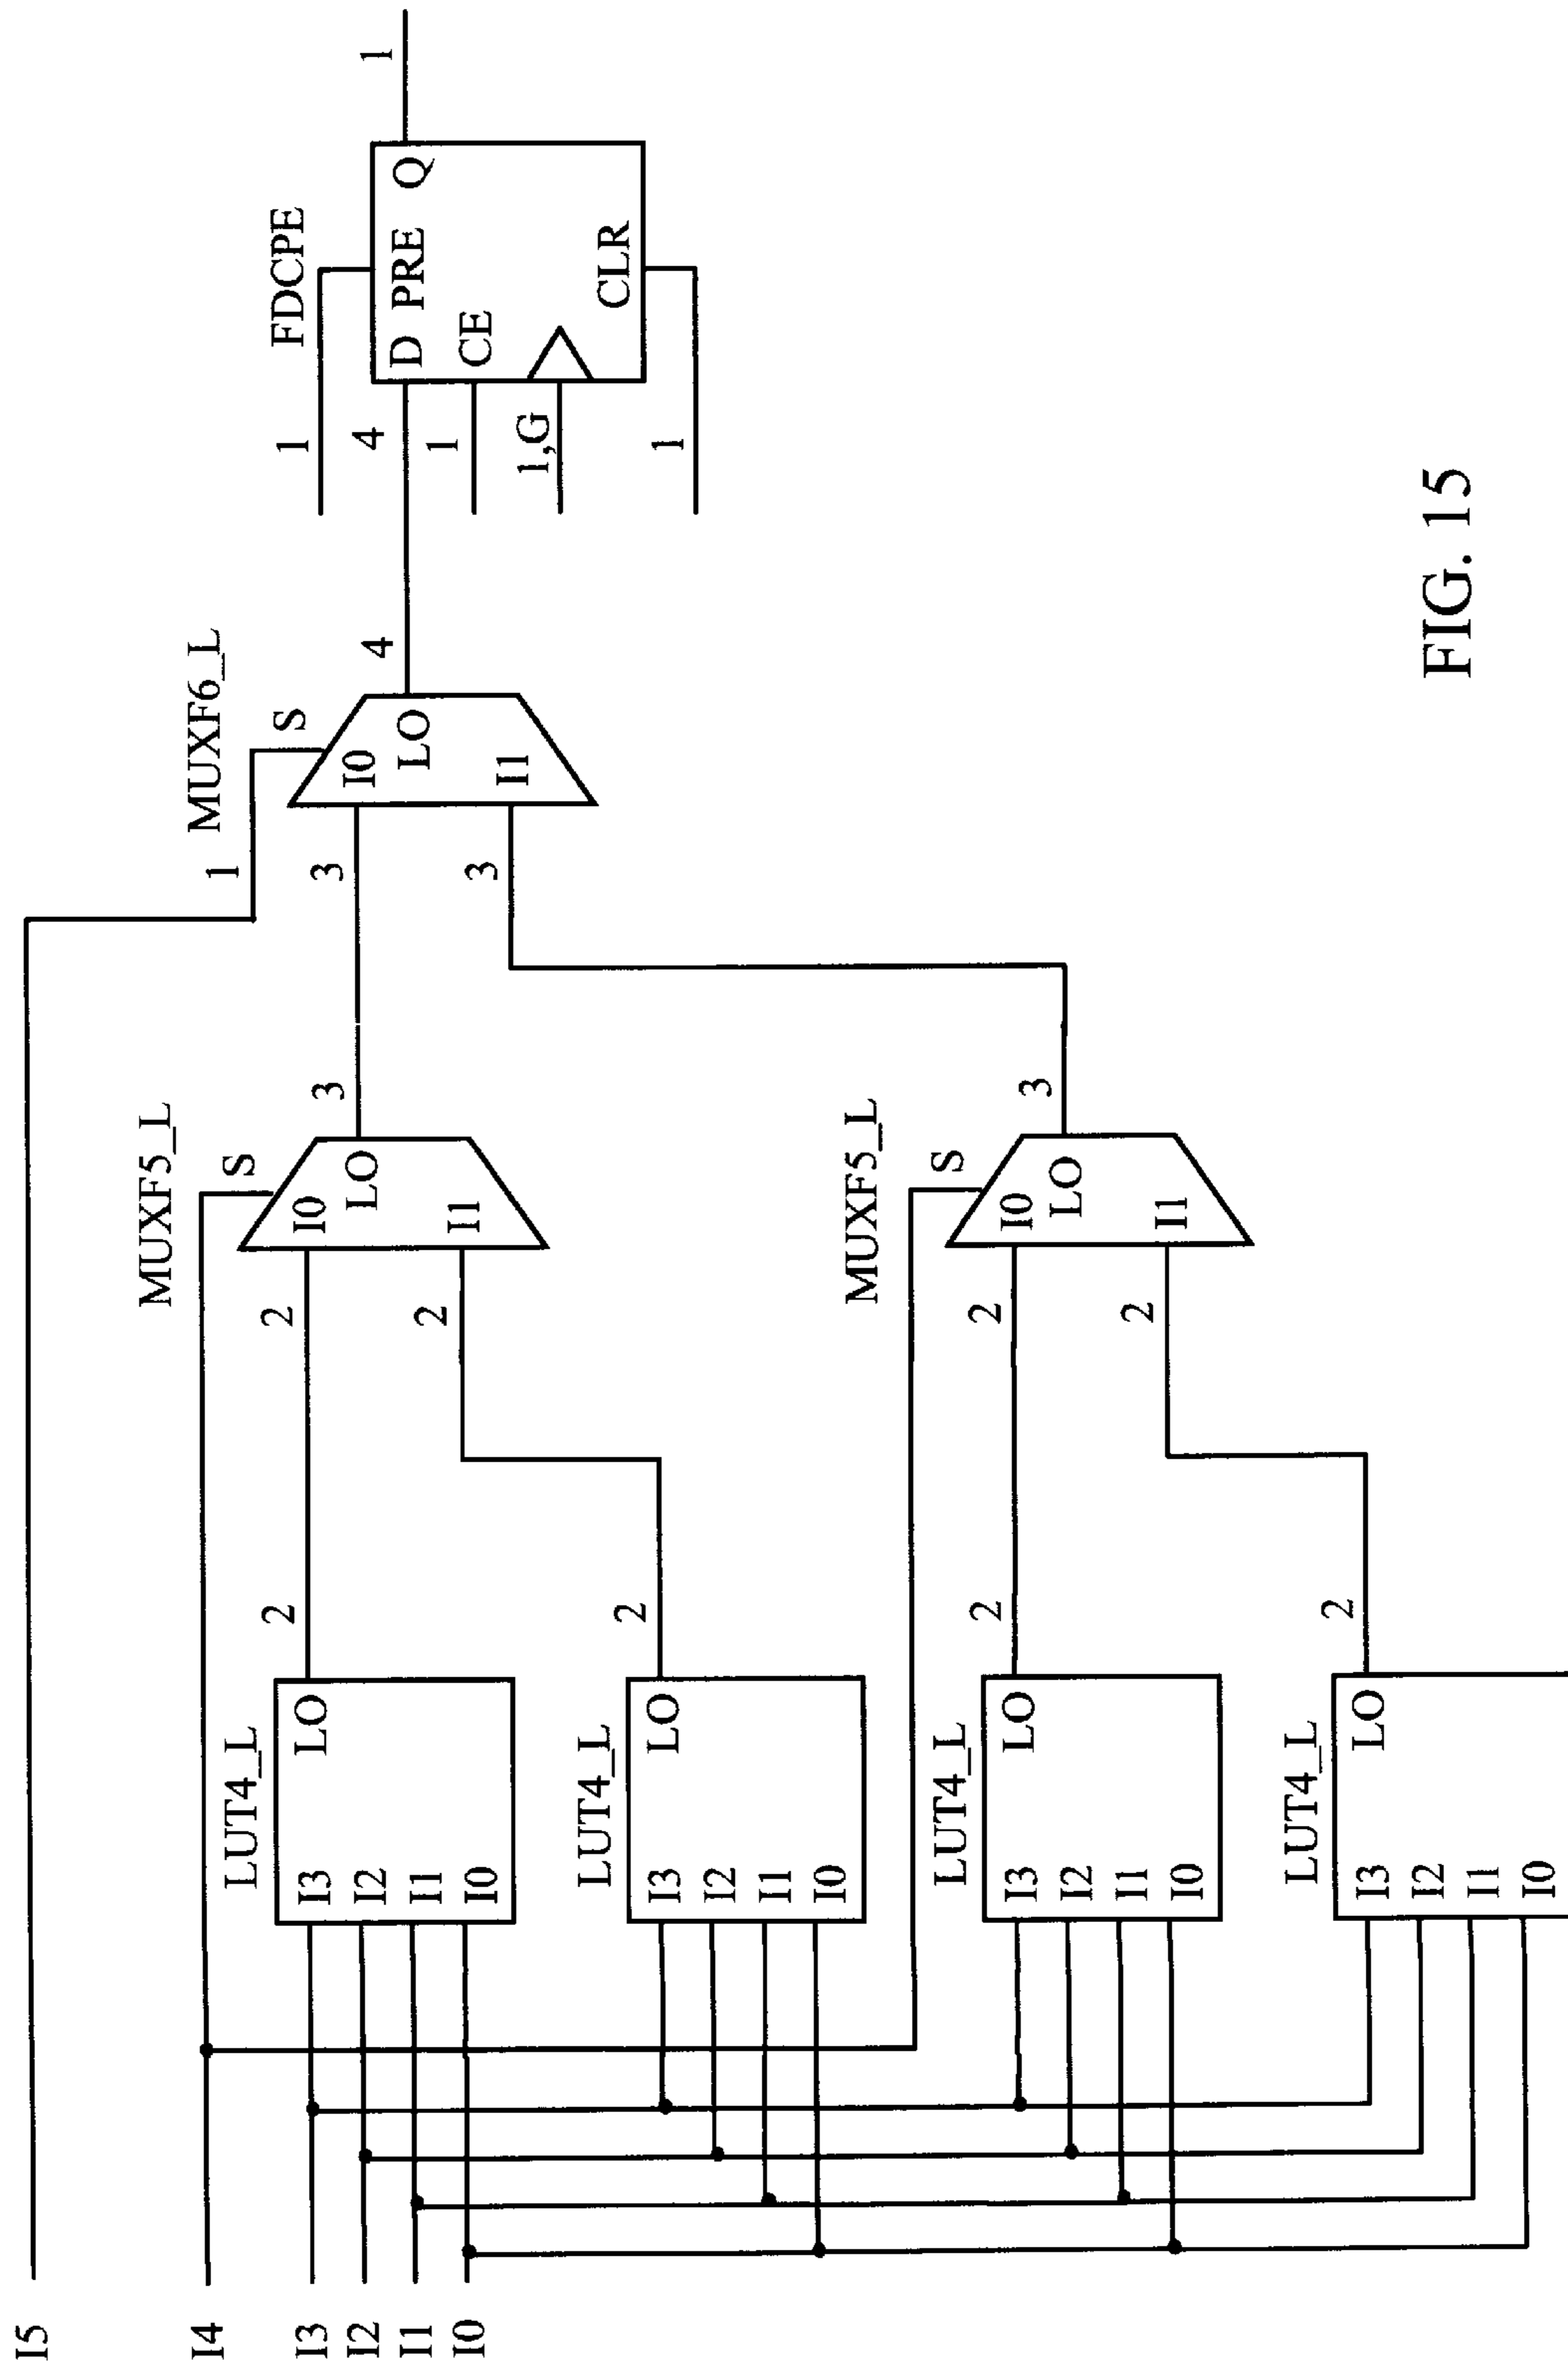 I5
I4
I3
I2
I1
I0
LUT4_L
I3
I2
I1
I0
LO
2
LUT4_L
I3
I2
I1
I0
LO
2
LUT4_L
I3
I2
I1
I0
LO
2
LUT4_L
I3
I2
I1
I0
LO
2
MUXF5_L
S
2
I0
LO
2
I1
3
MUXF5_L
S
2
I0
LO
2
I1
3
MUXF6_L
1
S
3
I0
LO
3
I1
4
FDCPE
1
4
D PRE Q
1
CE
1,G
CLR
1
1
FIG. 15